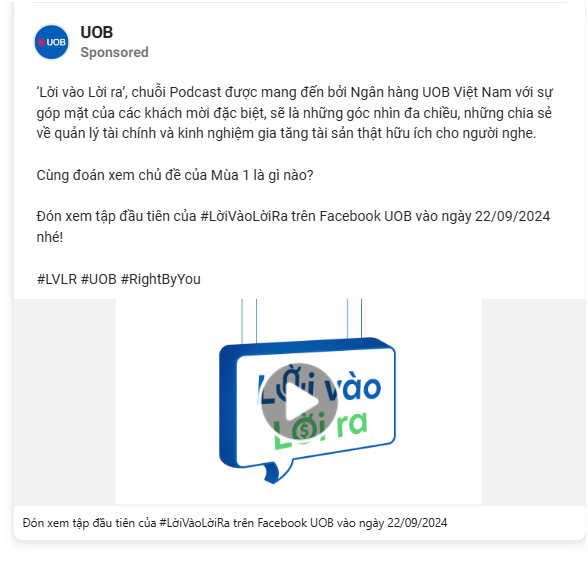 UOB
UOB
Sponsored
‘Lời vào Lời ra’, chuỗi Podcast được mang đến bởi Ngân hàng UOB Việt Nam với sự
góp mặt của các khách mời đặc biệt, sẽ là những góc nhìn đa chiều, những chia sẻ
về quản lý tài chính và kinh nghiệm gia tăng tài sản thật hữu ích cho người nghe.
Cùng đoán xem chủ đề của Mùa 1 là gì nào?
Đón xem tập đầu tiên của #LờiVàoLờiRa trên Facebook UOB vào ngày 22/09/2024
nhé!
#LVLR #UOB #RightByYou
Lời vào
Lời ra
Đón xem tập đầu tiên của #LờiVàoLờiRa trên Facebook UOB vào ngày 22/09/2024